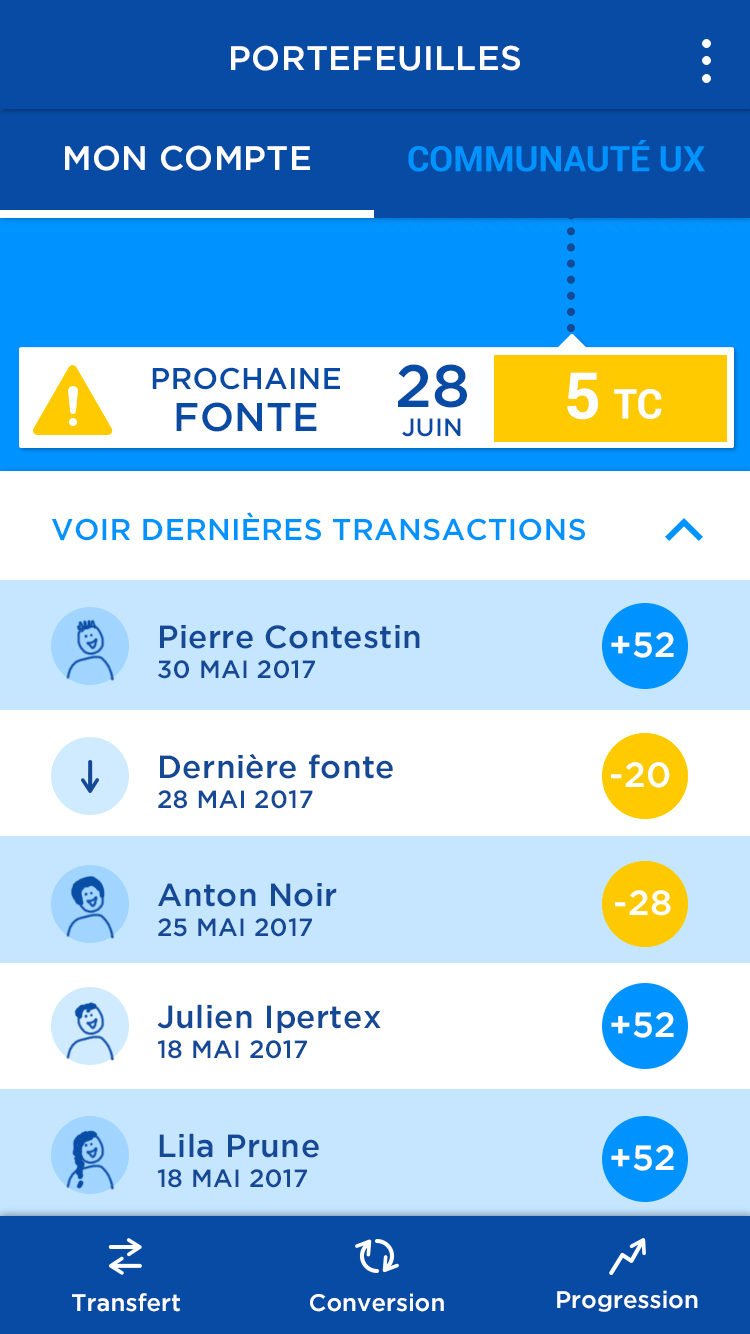 PORTEFEUILLES
MON COMPTE
COMMUNAUTÉ UX
PROCHAINE
FONTE
28
JUIN
5 TC
VOIR DERNIÈRES TRANSACTIONS
Pierre Contestin
30 MAI 2017
+52
Dernière fonte
28 MAI 2017
-20
Anton Noir
25 MAI 2017
-28
Julien Ipertex
18 MAI 2017
+52
Lila Prune
18 MAI 2017
+52
Transfert
Conversion
Progression